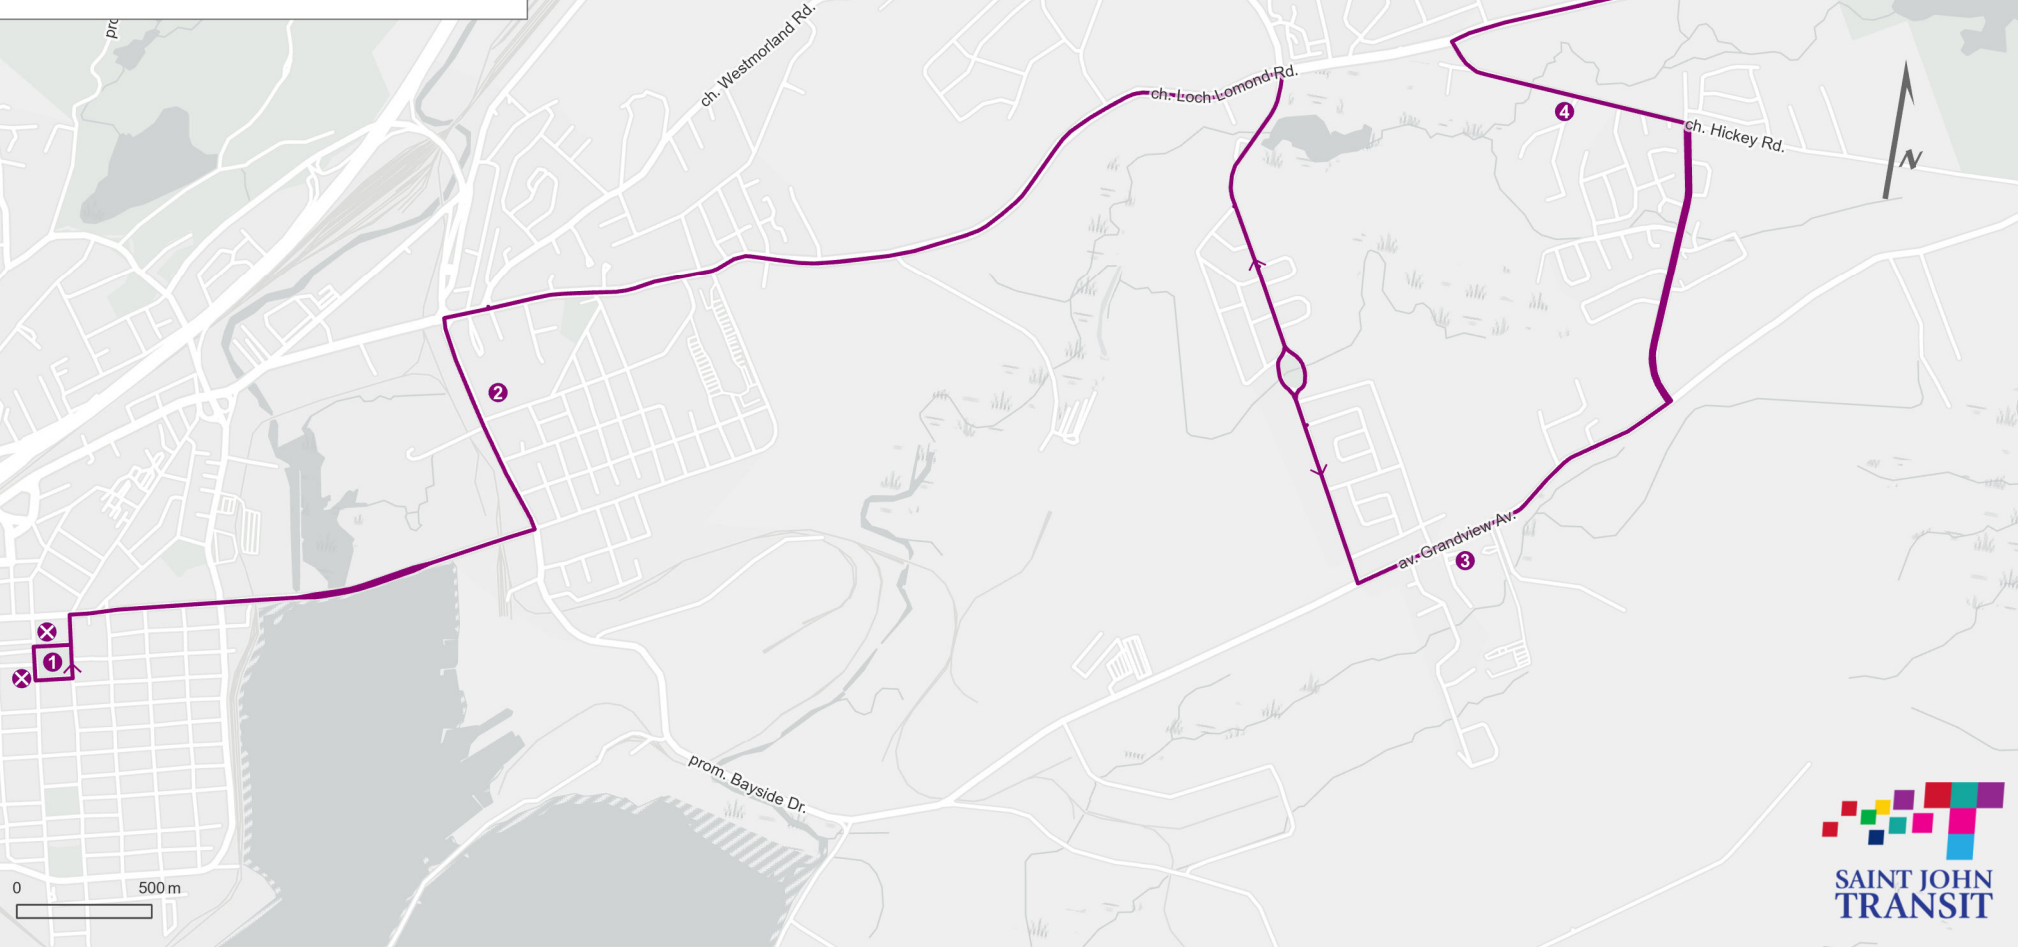 pro
ch. Westmorland Rd.
ch. Loch Lomond Rd.
4
ch. Hickey Rd.
N
2
av. Grandview Av.
3
1
prom. Bayside Dr.
0 500 m
SAINT JOHN
TRANSIT